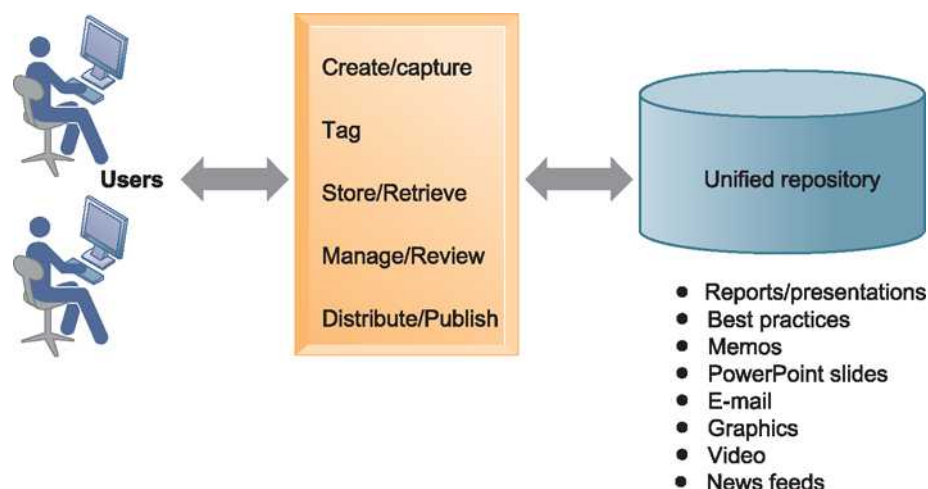 Users
Create/capture
Tag
Store/Retrieve
Manage/Review
Distribute/Publish
Unified repository
● Reports/presentations
● Best practices
● Memos
● PowerPoint slides
● E-mail
● Graphics
● Video
● News feeds